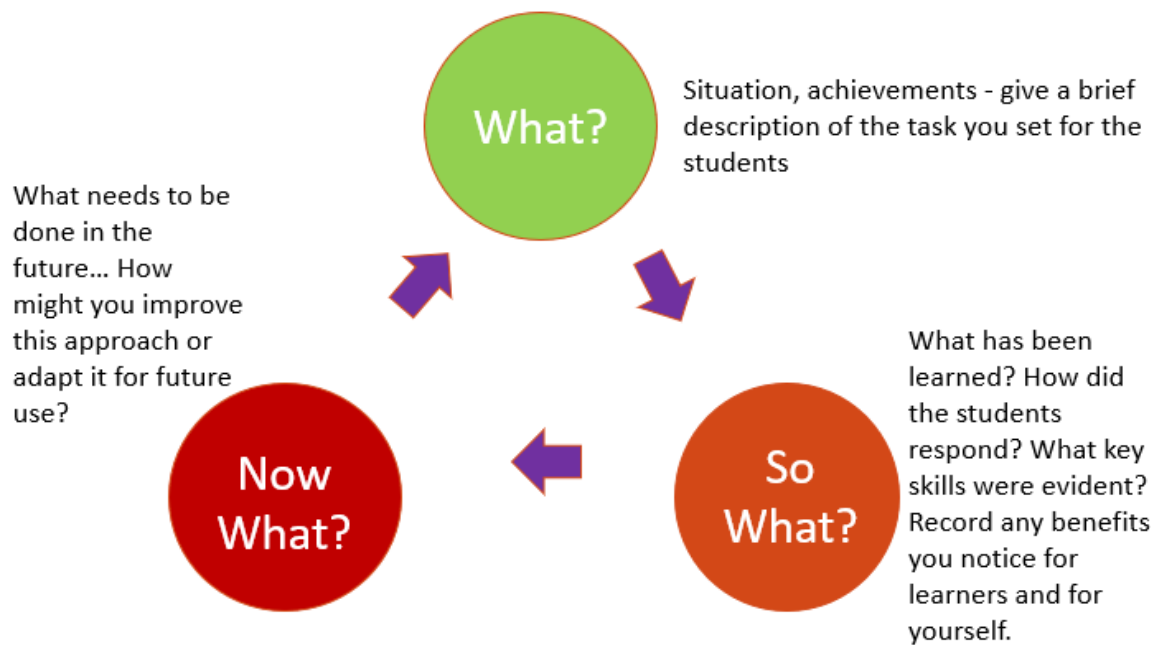 What?
Situation, achievements - give a brief
description of the task you set for the
students
What has been
learned? How did
the students
respond? What key
skills were evident?
Record any benefits
you notice for
learners and for
yourself.
So
What?
Now
What?
What needs to be
done in the
future... How
might you improve
this approach or
adapt it for future
use?